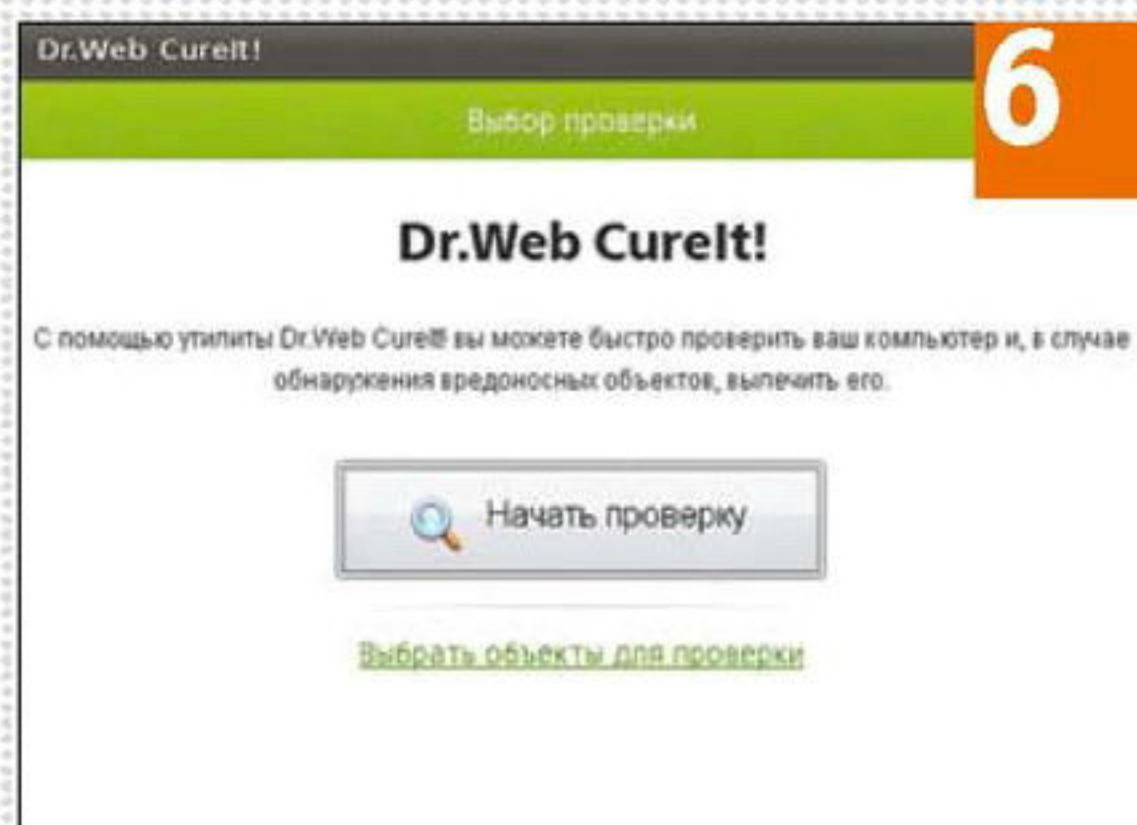 Dr.Web CureIt!
6
Выбор проверки
Dr.Web CureIt!
С помощью утилиты Dr.Web CureIt® вы можете быстро проверить ваш компьютер и, в случае
обнаружения вредоносных объектов, вылечить его.
Начать проверку
Выбрать объекты для проверки